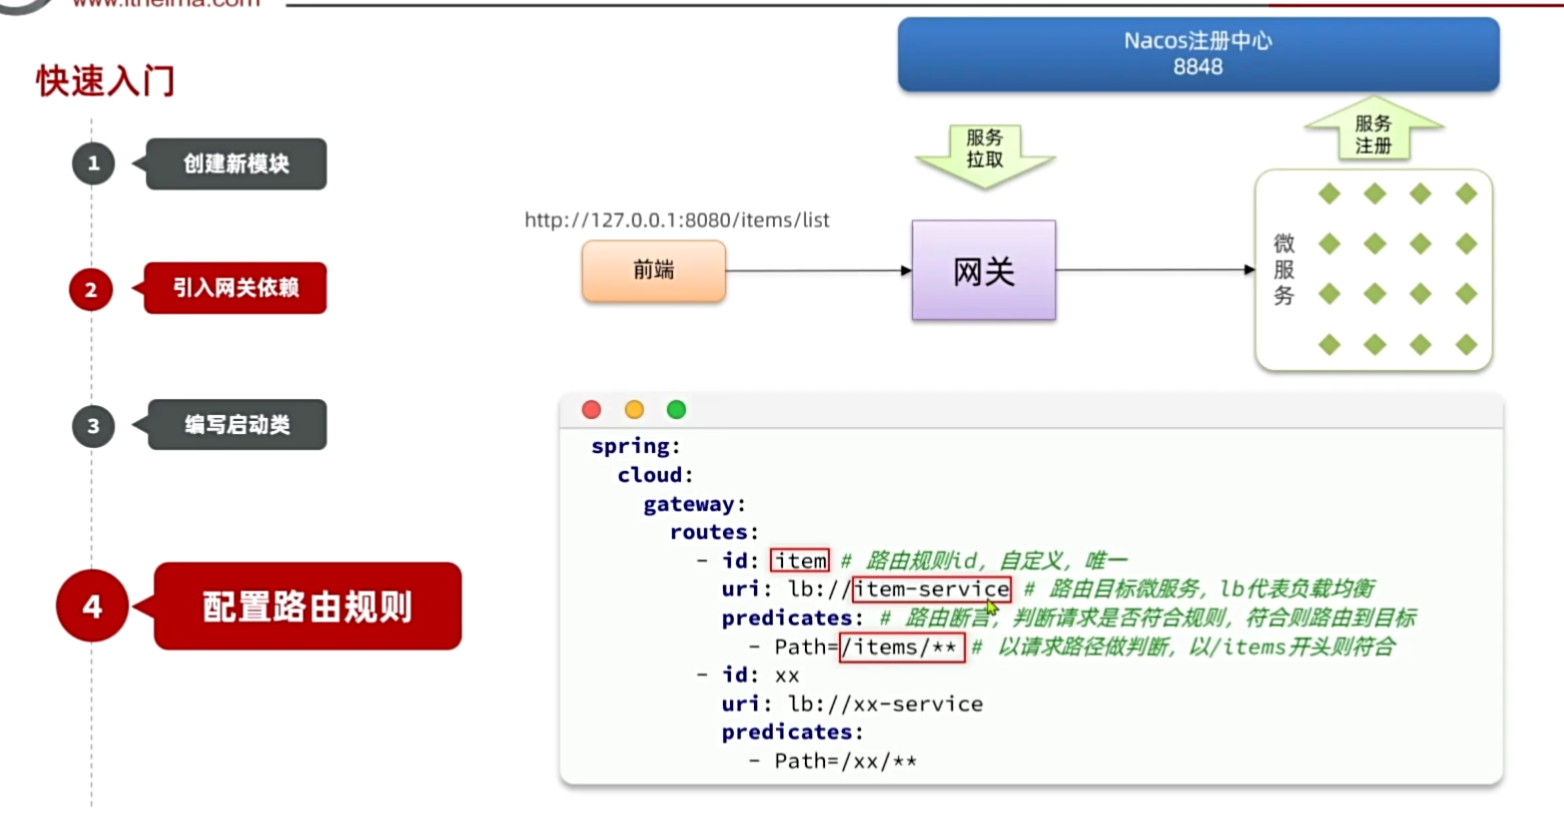 www.itheima.com
快速入门
1
创建新模块
2
引入网关依赖
3
编写启动类
4
配置路由规则
Nacos注册中心
8848
服务
拉取
服务
注册
http://127.0.0.1:8080/items/list
前端
网关
微
服
务
spring:
cloud:
gateway:
routes:
- id: item # 路由规则id，自定义，唯一
uri: lb://item-service # 路由目标微服务，lb代表负载均衡
predicates: # 路由断言，判断请求是否符合规则，符合则路由到目标
- Path=/items/** # 以请求路径做判断，以/items开头则符合
- id: xx
uri: lb://xx-service
predicates:
- Path=/xx/**